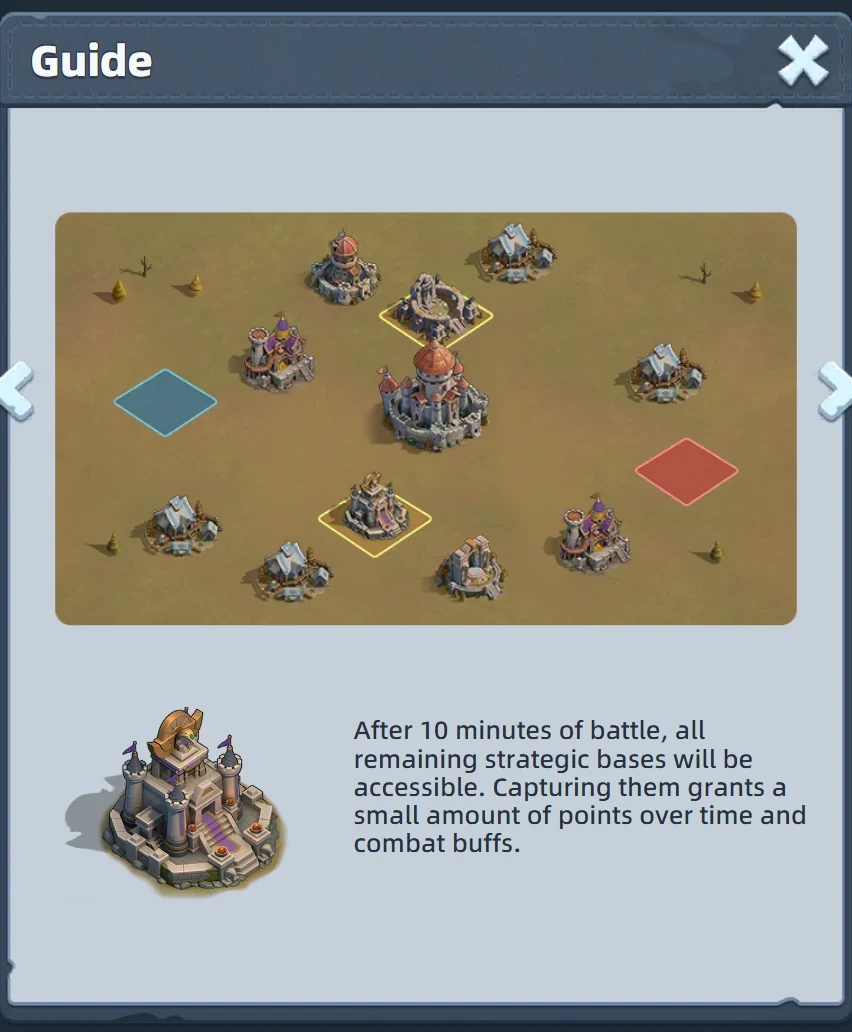 Guide
After 10 minutes of battle, all
remaining strategic bases will be
accessible. Capturing them grants a
small amount of points over time and
combat buffs.